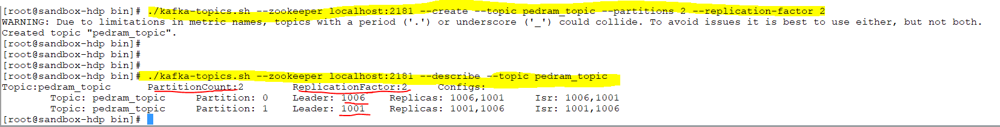 [root@sandbox-hdp bin]# ./kafka-topics.sh --zookeeper localhost:2181 --create --topic pedram_topic --partitions 2 --replication-factor 2
WARNING: Due to limitations in metric names, topics with a period ('.') or underscore ('_') could collide. To avoid issues it is best to use either, but not both.
Created topic "pedram_topic".
[root@sandbox-hdp bin]#
[root@sandbox-hdp bin]#
[root@sandbox-hdp bin]#
[root@sandbox-hdp bin]# ./kafka-topics.sh --zookeeper localhost:2181 --describe --topic pedram_topic
Topic:pedram_topic PartitionCount:2 ReplicationFactor:2 Configs:
Topic: pedram_topic Partition: 0 Leader: 1006 Replicas: 1006,1001 Isr: 1006,1001
Topic: pedram_topic Partition: 1 Leader: 1001 Replicas: 1001,1006 Isr: 1001,1006
[root@sandbox-hdp bin]#